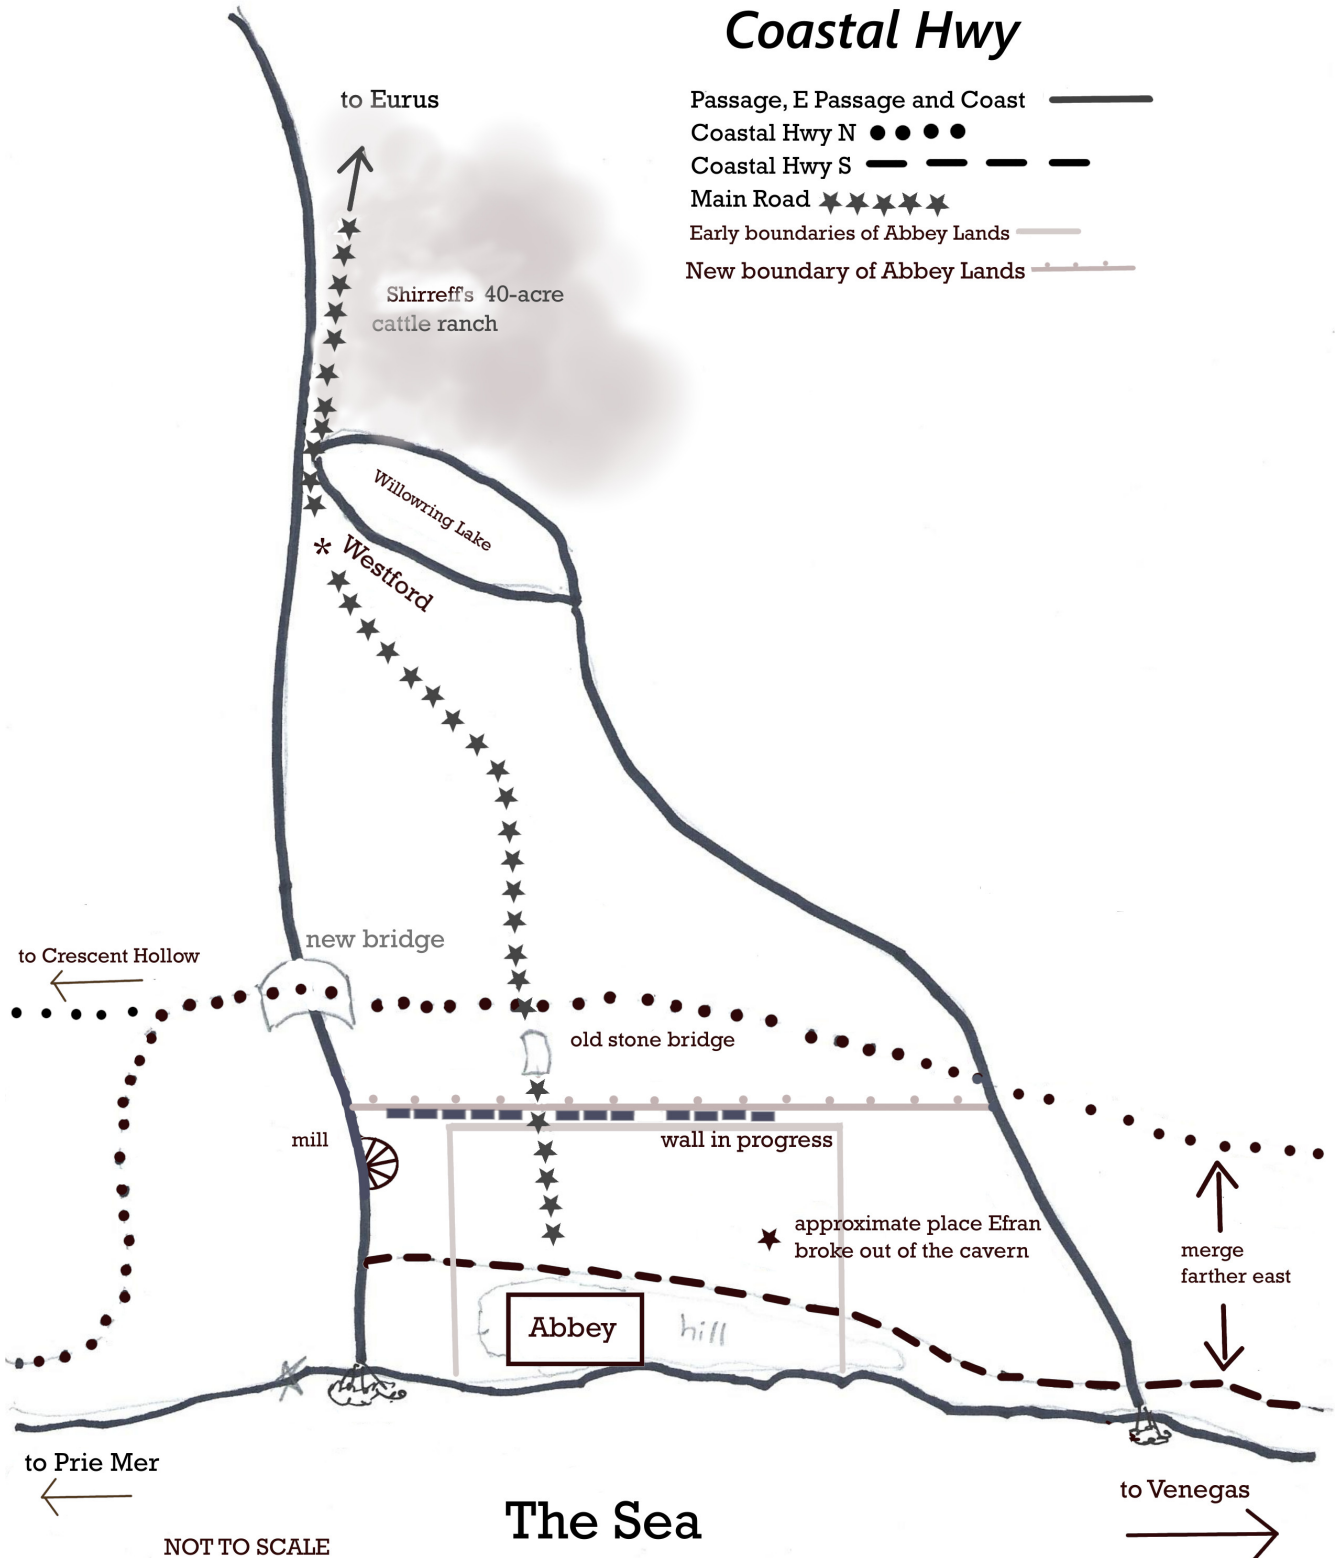 Coastal Hwy
Passage, E Passage and Coast
Coastal Hwy N
Coastal Hwy S
Main Road
Early boundaries of Abbey Lands
New boundary of Abbey Lands
to Eurus
Shirreff's 40-acre
cattle ranch
Willowring Lake
* Westford
new bridge
to Crescent Hollow
old stone bridge
mill
wall in progress
approximate place Efran
broke out of the cavern
merge
farther east
Abbey
hill
to Prie Mer
to Venegas
The Sea
NOT TO SCALE